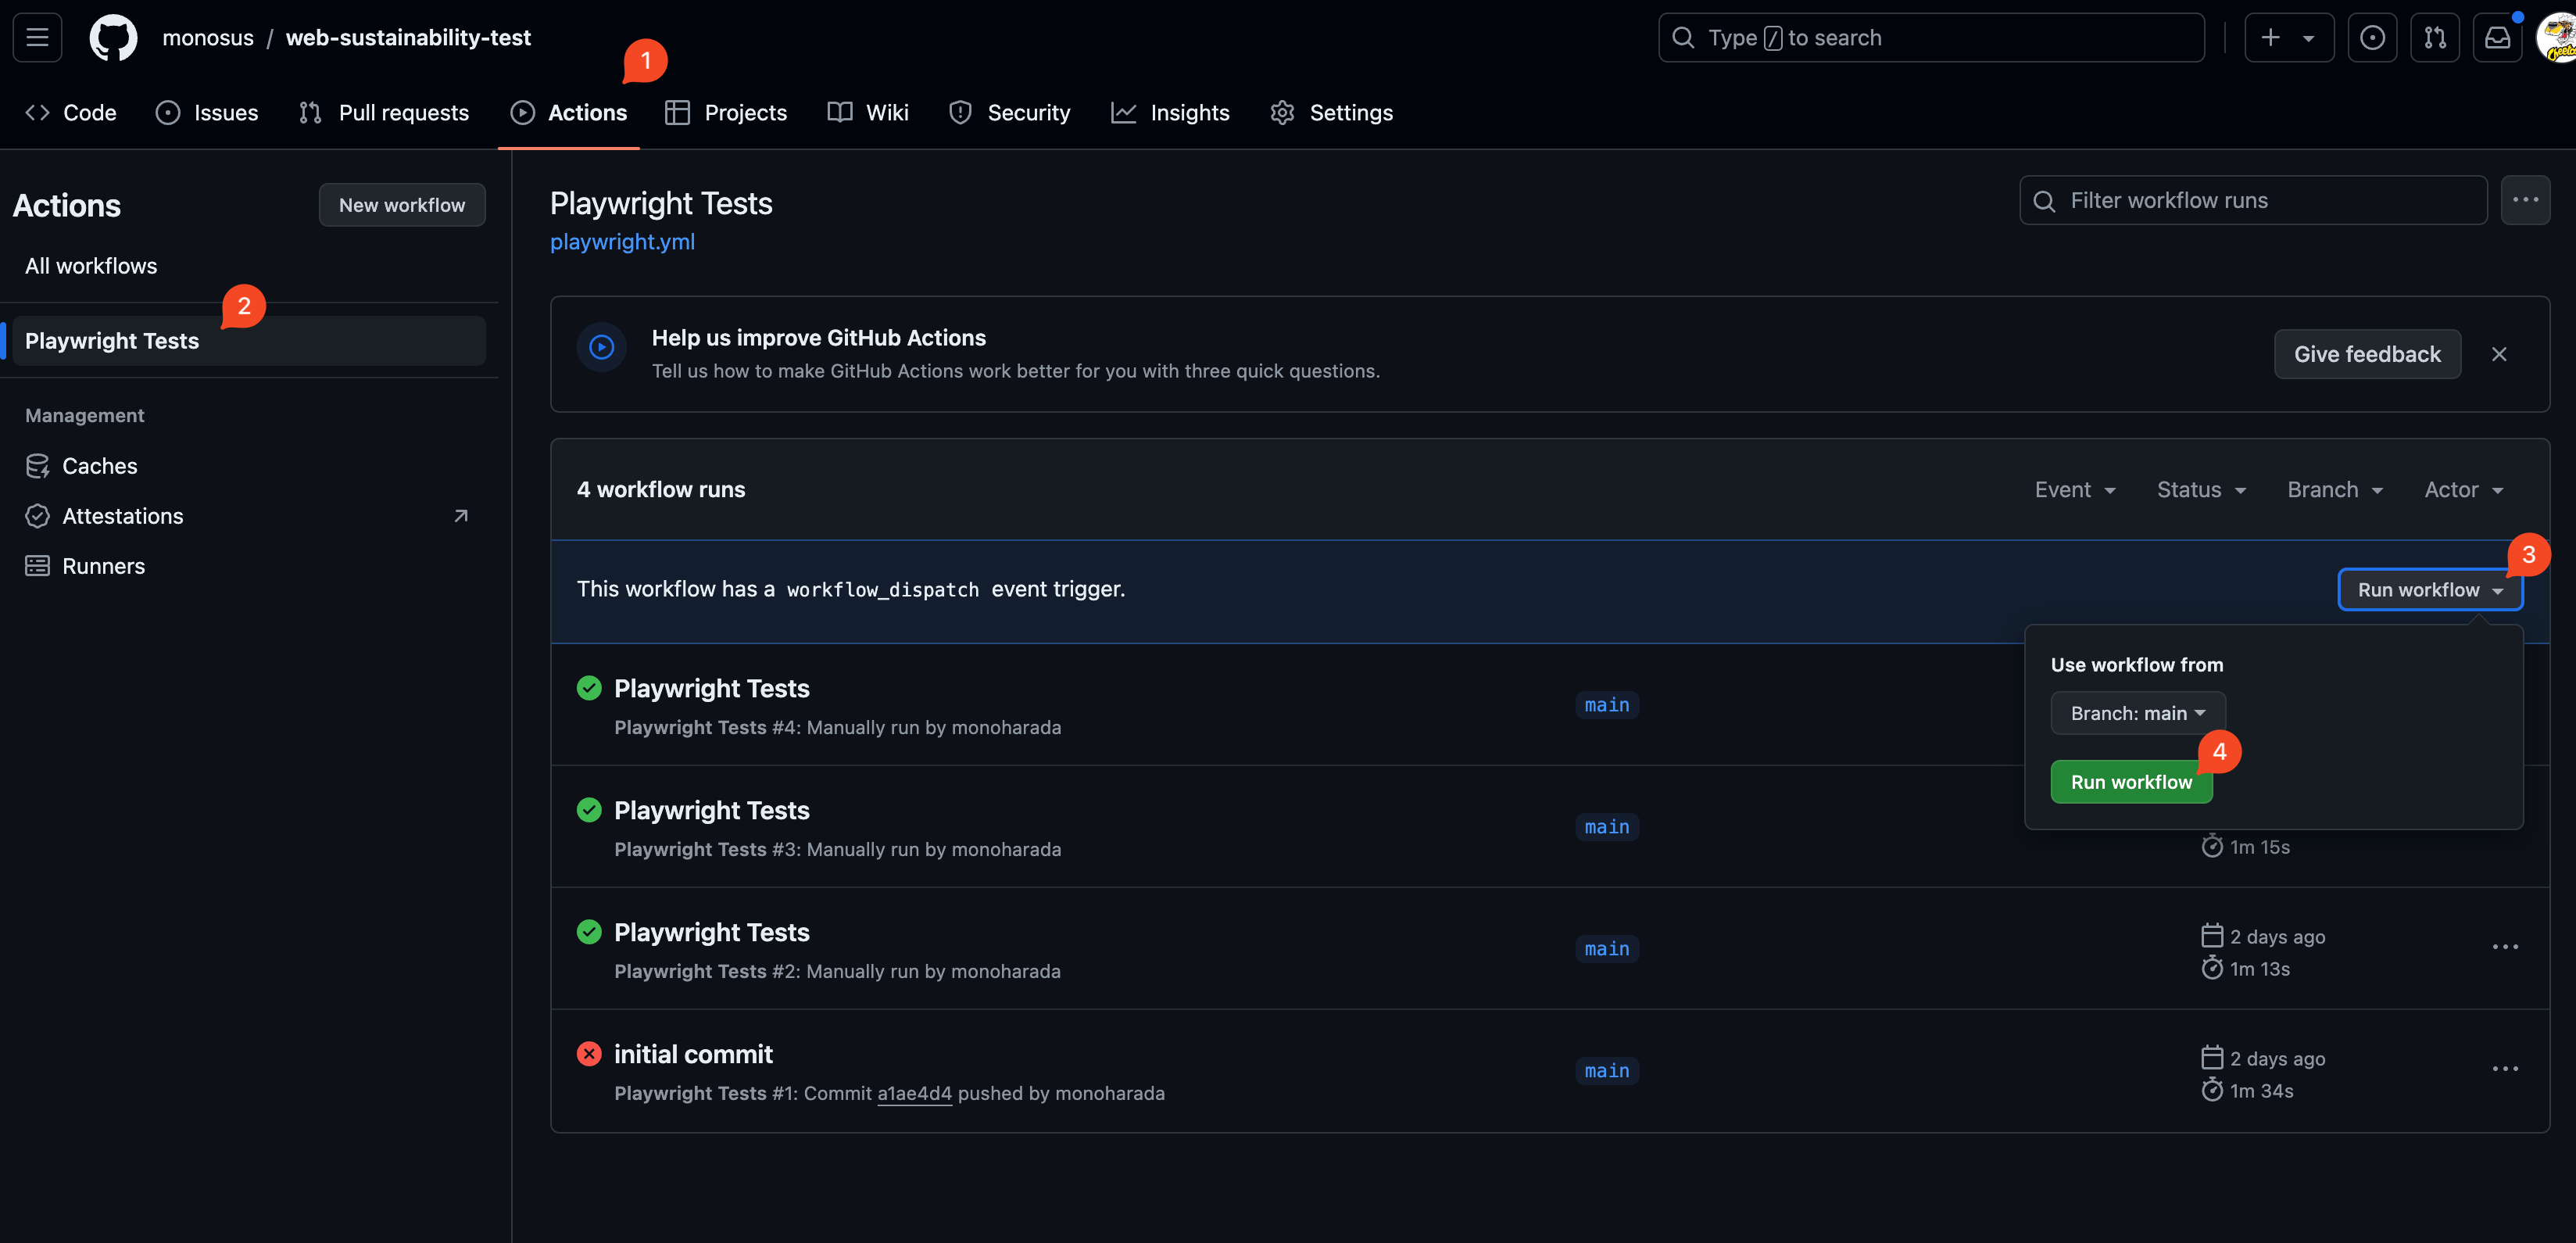 monosus / web-sustainability-test
Type / to search
1
Code Issues Pull requests Actions Projects Wiki Security Insights Settings
Actions
New workflow
All workflows
2
Playwright Tests
Management
Caches
Attestations
Runners
Playwright Tests
playwright.yml
Filter workflow runs
Help us improve GitHub Actions
Tell us how to make GitHub Actions work better for you with three quick questions.
Give feedback
4 workflow runs
Event Status Branch Actor
3
This workflow has a workflow_dispatch event trigger.
Run workflow
Use workflow from
Branch: main
4
Run workflow
Playwright Tests
Playwright Tests #4: Manually run by monoharada
main
Playwright Tests
Playwright Tests #3: Manually run by monoharada
main
1m 15s
Playwright Tests
Playwright Tests #2: Manually run by monoharada
main
2 days ago
1m 13s
initial commit
Playwright Tests #1: Commit a1ae4d4 pushed by monoharada
main
2 days ago
1m 34s